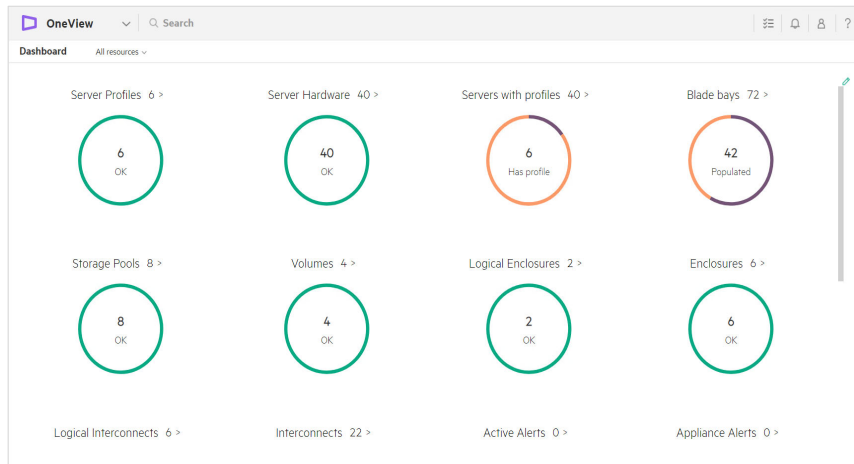 OneView Search ?
Dashboard All resources
Server Profiles 6 > Server Hardware 40 > Servers with profiles 40 > Blade bays 72 >
6 40 6 42
OK OK Has profile Populated
Storage Pools 8 > Volumes 4 > Logical Enclosures 2 > Enclosures 6 >
8 4 2 6
OK OK OK OK
Logical Interconnects 6 > Interconnects 22 > Active Alerts 0 > Appliance Alerts 0 >